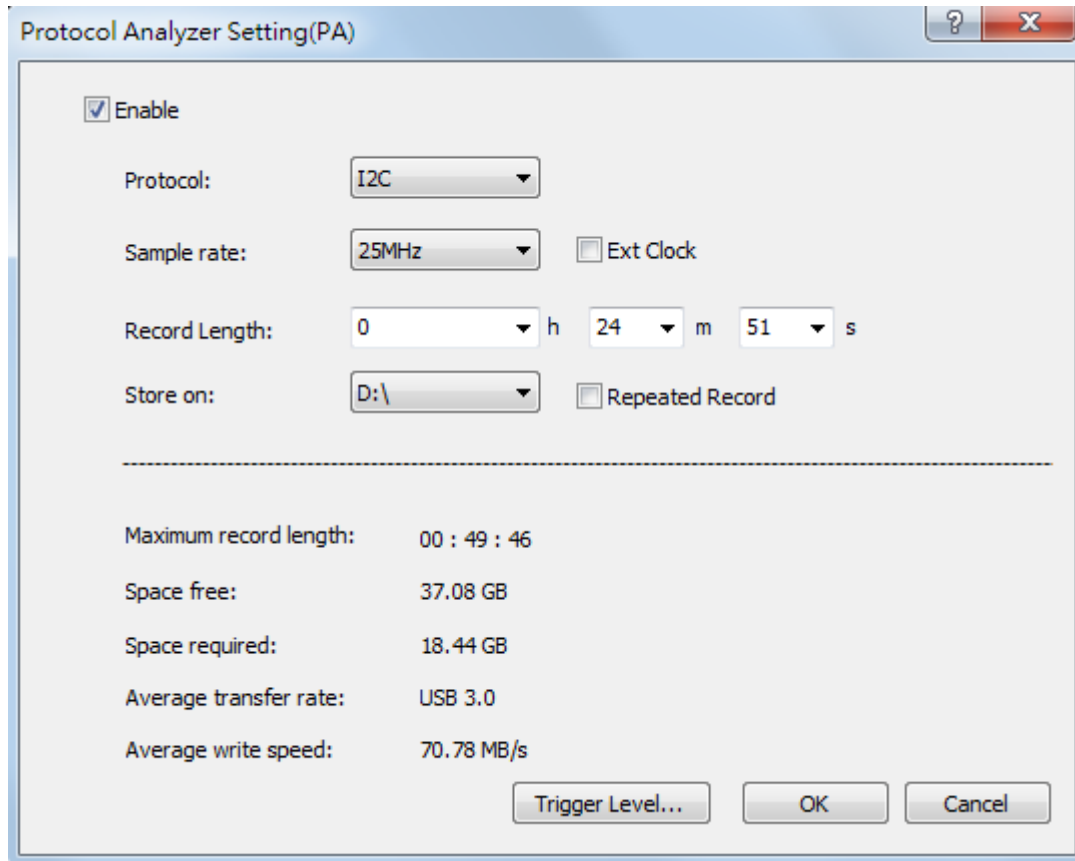 Protocol Analyzer Setting(PA)
Enable
Protocol: I2C
Sample rate: 25MHz Ext Clock
Record Length: 0 h 24 m 51 s
Store on: D:\ Repeated Record
Maximum record length: 00 : 49 : 46
Space free: 37.08 GB
Space required: 18.44 GB
Average transfer rate: USB 3.0
Average write speed: 70.78 MB/s
Trigger Level... OK Cancel